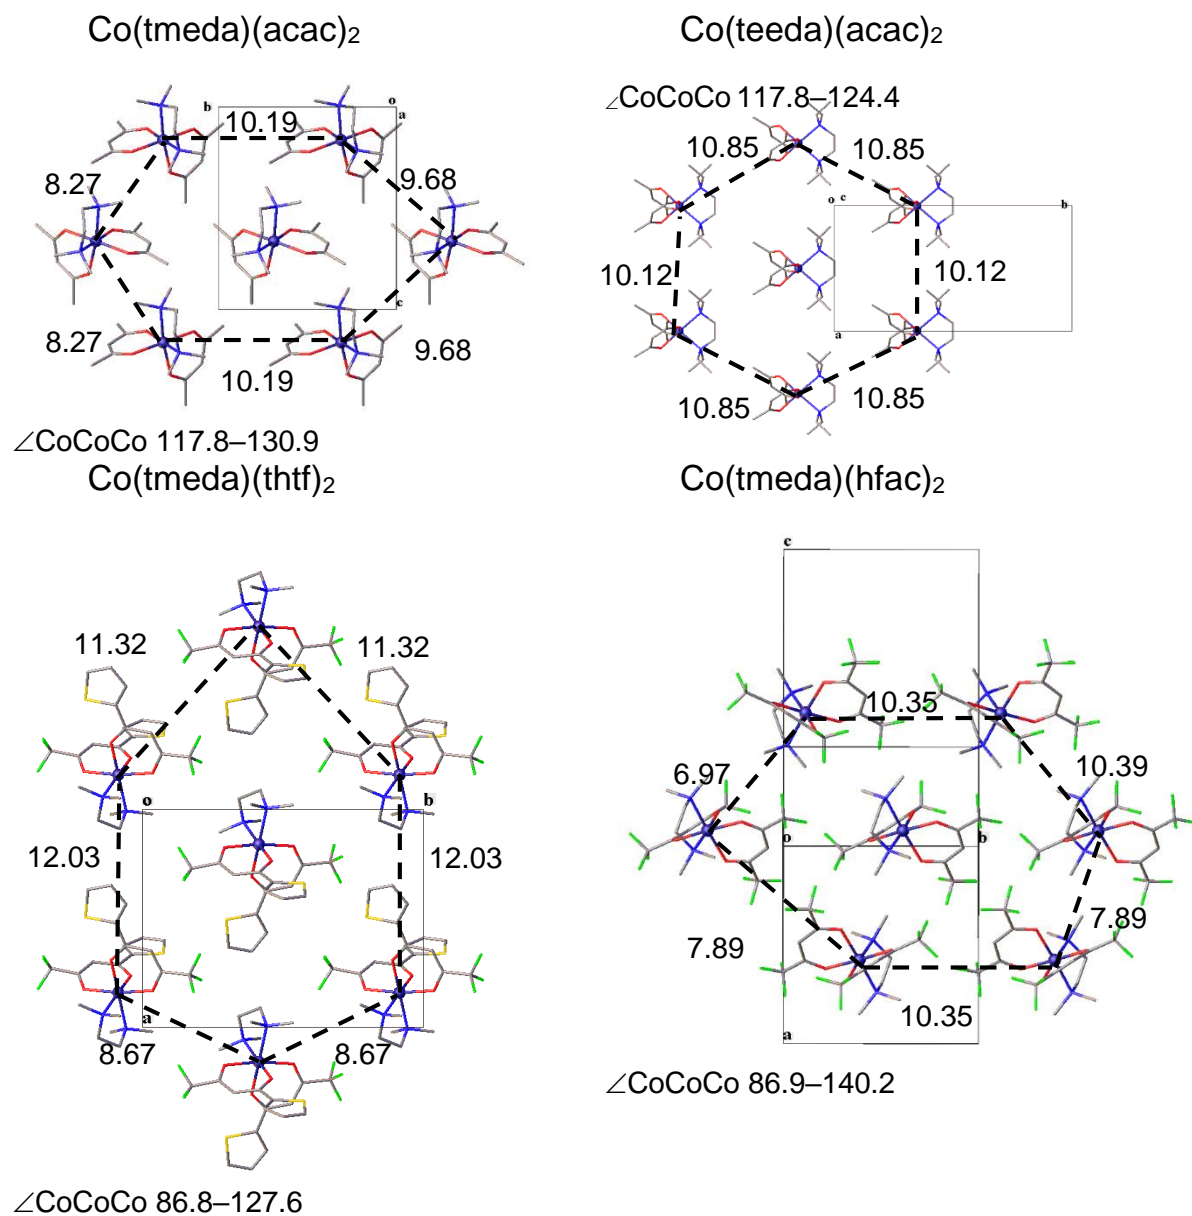 Co(tmeda)(acac)₂
b
o
a
10.19
8.27
9.68
8.27
c
9.68
10.19
∠CoCoCo 117.8–130.9
Co(teeda)(acac)₂
∠CoCoCo 117.8–124.4
10.85
10.85
o
c
b
10.12
10.12
a
10.85
10.85
Co(tmeda)(thtf)₂
11.32
11.32
o
b
12.03
12.03
a
8.67
8.67
∠CoCoCo 86.8–127.6
Co(tmeda)(hfac)₂
c
10.35
6.97
10.39
o
b
7.89
7.89
10.35
a
∠CoCoCo 86.9–140.2